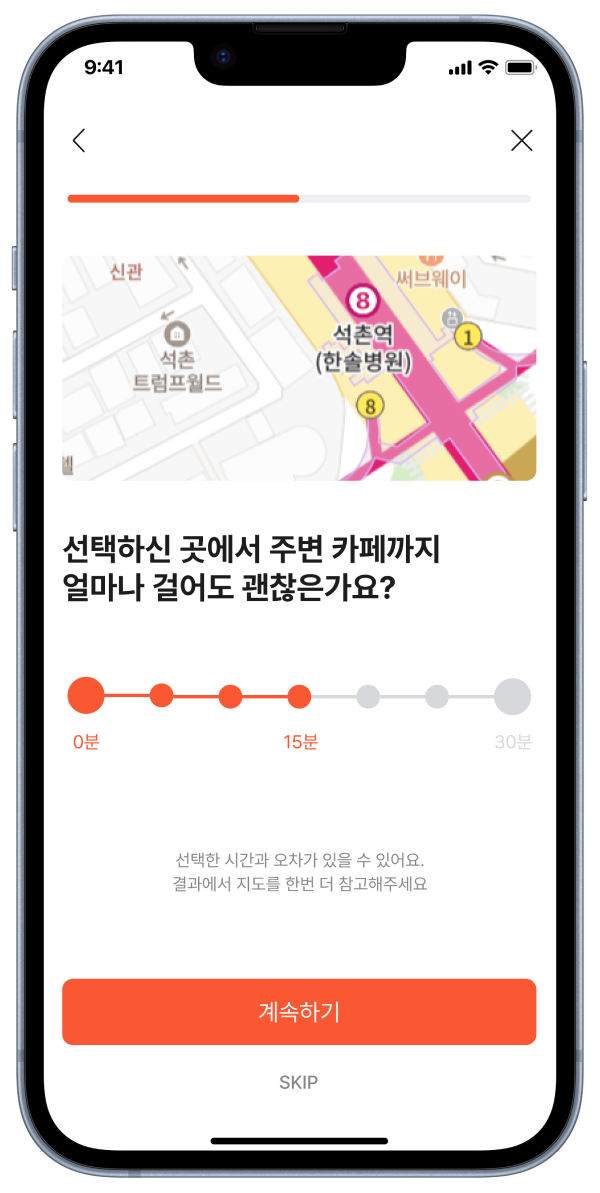 9:41
신관
써브웨이
8
석촌역
(한솔병원)
1
석촌
트럼프월드
8
텔
선택하신 곳에서 주변 카페까지
얼마나 걸어도 괜찮은가요?
0분
15분
30분
선택한 시간과 오차가 있을 수 있어요.
결과에서 지도를 한번 더 참고해주세요
계속하기
SKIP